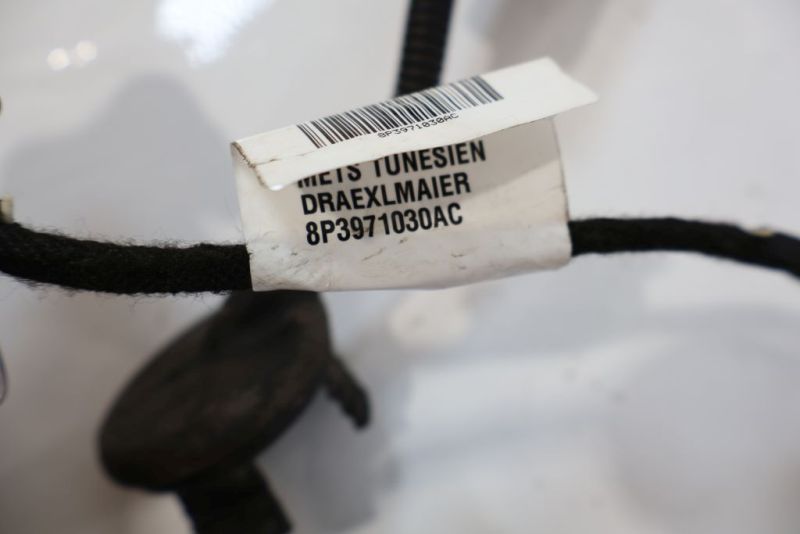 8P3971030AC
METS TUNESIEN
DRAEXLMAIER
8P3971030AC